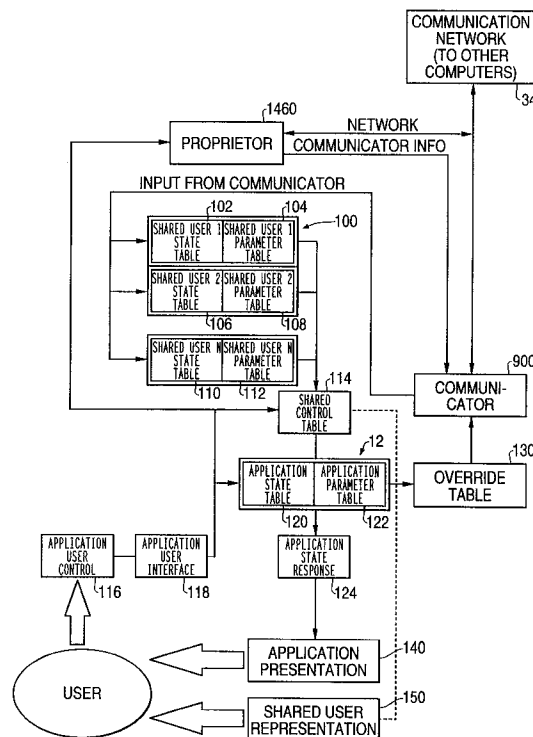 COMMUNICATION
NETWORK
(TO OTHER
COMPUTERS)
34
1460
PROPRIETOR
NETWORK
COMMUNICATOR INFO
INPUT FROM COMMUNICATOR
102
104
100
SHARED USER 1
STATE
TABLE
SHARED USER 1
PARAMETER
TABLE
SHARED USER 2
STATE
TABLE
SHARED USER 2
PARAMETER
TABLE
106
108
SHARED USER N
STATE
TABLE
SHARED USER N
PARAMETER
TABLE
110
112
114
SHARED
CONTROL
TABLE
900
COMMUNI-
CATOR
12
130
OVERRIDE
TABLE
APPLICATION
STATE
TABLE
APPLICATION
PARAMETER
TABLE
120
122
APPLICATION
USER
CONTROL
116
APPLICATION
USER
INTERFACE
118
APPLICATION
STATE
RESPONSE
124
140
APPLICATION
PRESENTATION
USER
150
SHARED USER
REPRESENTATION